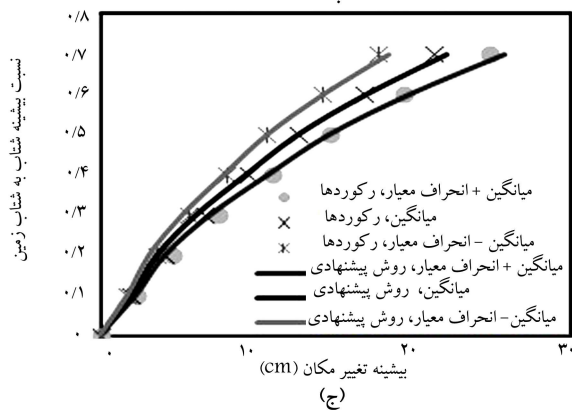 ۰/۸
۰/۷
۰/۶
۰/۵
۰/۴
۰/۳
۰/۲
۰/۱
۰
نسبت بیشینه شتاب به شتاب زمین
میانگین + انحراف معیار، رکوردها
میانگین، رکوردها
میانگین – انحراف معیار، رکوردها
میانگین + انحراف معیار، روش پیشنهادی
میانگین، روش پیشنهادی
میانگین– انحراف معیار، روش پیشنهادی
۰ ۱۰ ۲۰ ۳۰
بیشینه تغییر مکان (cm)
(ج)